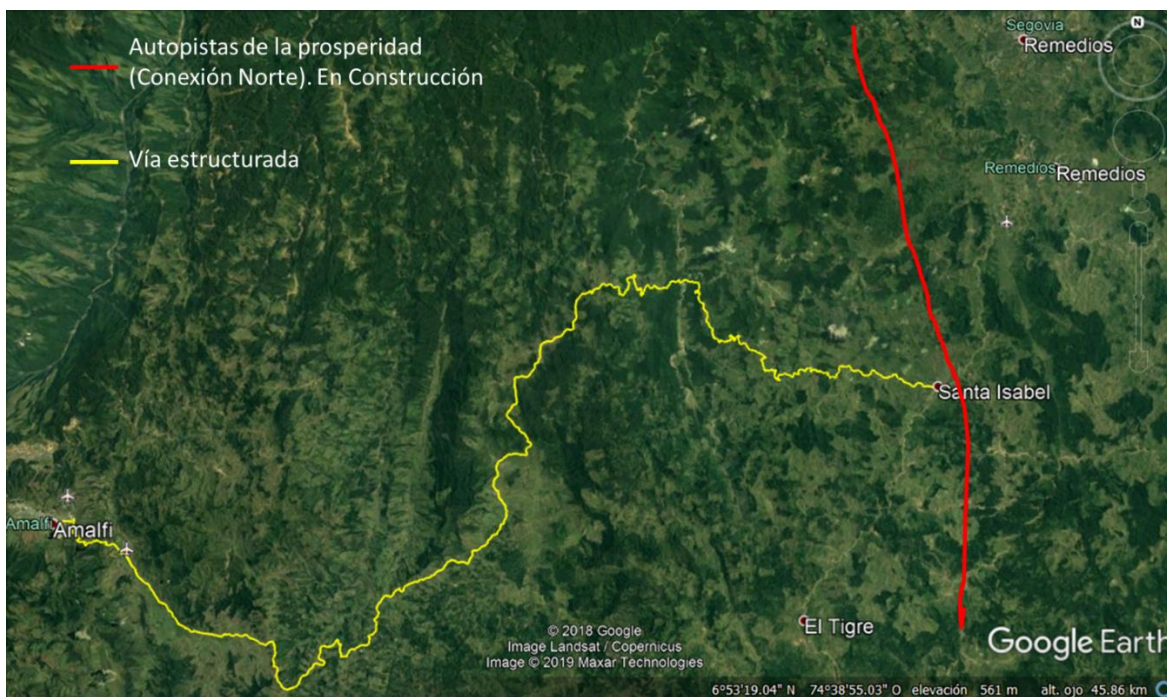 Autopistas de la prosperidad
(Conexión Norte). En Construcción
Vía estructurada
Segovia
Remedios
N
Remedios
Remedios
Santa Isabel
Amalfi
Amalfi
El Tigre
© 2018 Google
Image Landsat / Copernicus
Image © 2019 Maxar Technologies
Google Earth
6°53'19.04" N 74°38'55.03" O elevación 561 m alt. ojo 45.86 km